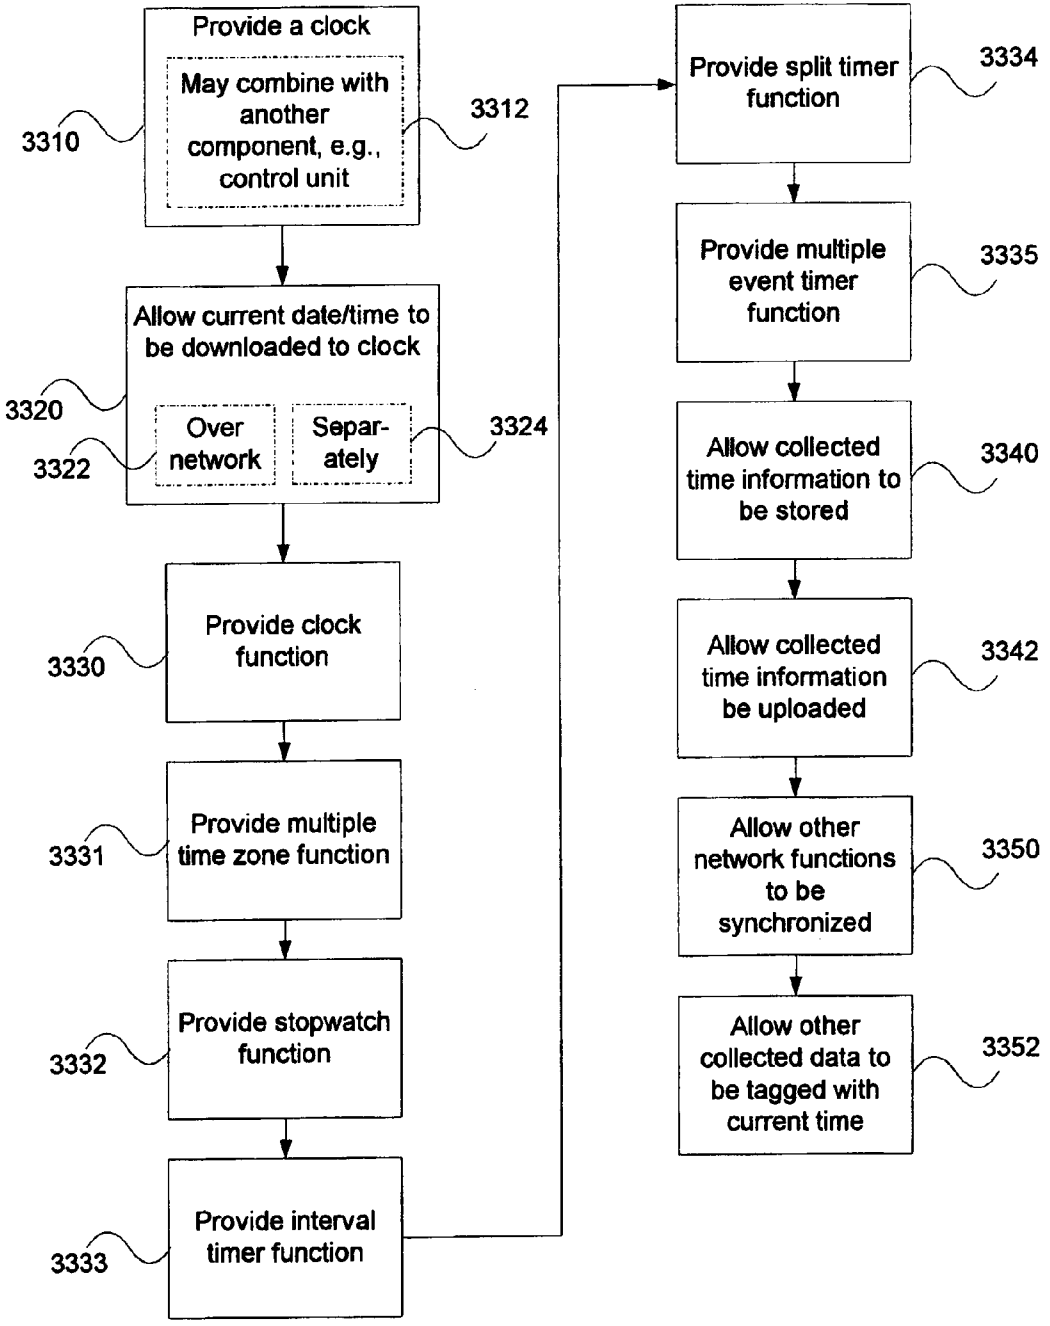 Provide a clock
May combine with
another
component, e.g.,
control unit
3310
3312
Allow current date/time to
be downloaded to clock
Over
network
Separ-
ately
3320
3322
3324
Provide clock
function
3330
Provide multiple
time zone function
3331
Provide stopwatch
function
3332
Provide interval
timer function
3333
Provide split timer
function
3334
Provide multiple
event timer
function
3335
Allow collected
time information to
be stored
3340
Allow collected
time information
be uploaded
3342
Allow other
network functions
to be
synchronized
3350
Allow other
collected data to
be tagged with
current time
3352